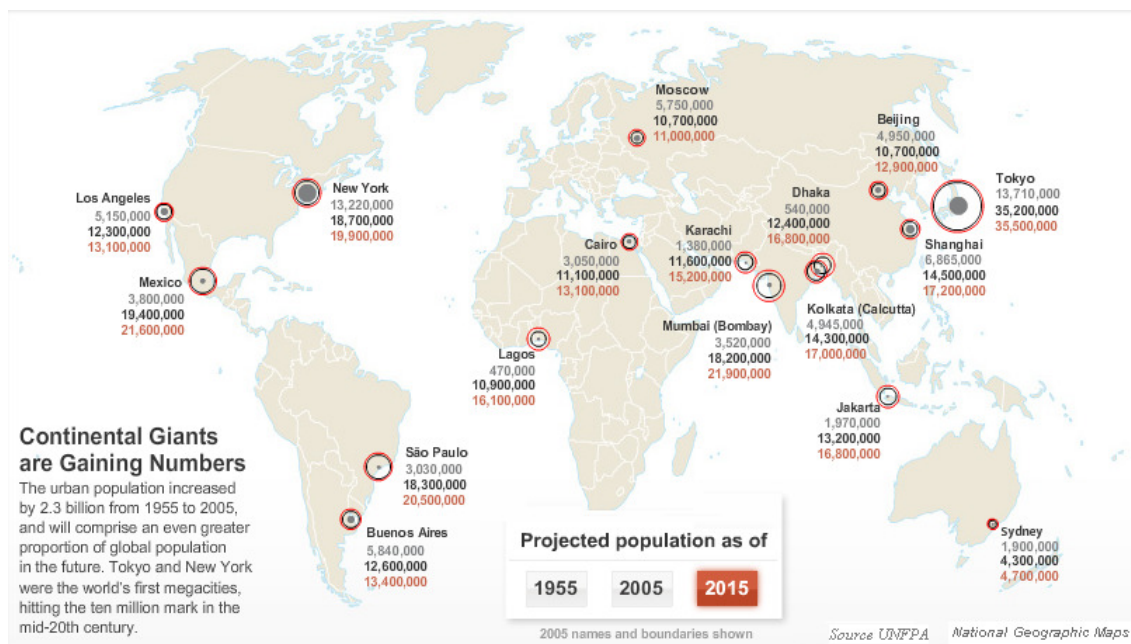 Moscow
5,750,000
10,700,000
11,000,000
Beijing
4,950,000
10,700,000
12,900,000
Tokyo
13,710,000
35,200,000
35,500,000
New York
13,220,000
18,700,000
19,900,000
Los Angeles
5,150,000
12,300,000
13,100,000
Dhaka
540,000
12,400,000
16,800,000
Karachi
1,380,000
11,600,000
15,200,000
Cairo
3,050,000
11,100,000
13,100,000
Shanghai
6,865,000
14,500,000
17,200,000
Mexico
3,800,000
19,400,000
21,600,000
Kolkata (Calcutta)
4,945,000
14,300,000
17,000,000
Mumbai (Bombay)
3,520,000
18,200,000
21,900,000
Lagos
470,000
10,900,000
16,100,000
Jakarta
1,970,000
13,200,000
16,800,000
Continental Giants
are Gaining Numbers
The urban population increased
by 2.3 billion from 1955 to 2005,
and will comprise an even greater
proportion of global population
in the future. Tokyo and New York
were the world's first megacities,
hitting the ten million mark in the
mid-20th century.
São Paulo
3,030,000
18,300,000
20,500,000
Buenos Aires
5,840,000
12,600,000
13,400,000
Sydney
1,900,000
4,300,000
4,700,000
Projected population as of
1955 2005 2015
2005 names and boundaries shown
Source UNFPA National Geographic Maps